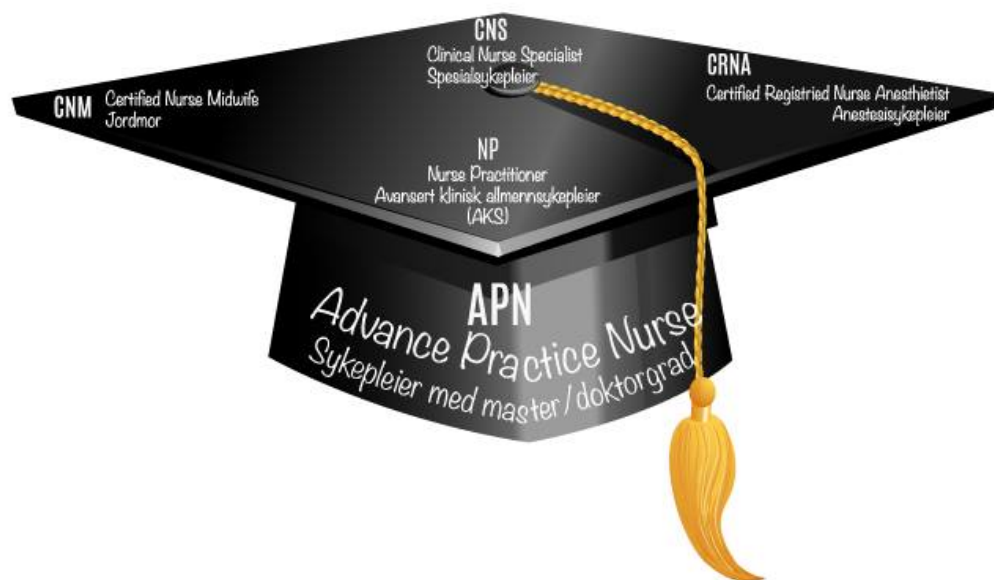 CNS
Clinical Nurse Specialist
Spesialsykepleier
CRNA
Certified Registried Nurse Anesthietist
Anestesisykepleier
CNM
Certified Nurse Midwife
Jordmor
NP
Nurse Practitioner
Avansert klinisk allmennsykepleier
(AKS)
APN
Advance Practice Nurse
Sykepleier med master/doktorgrad